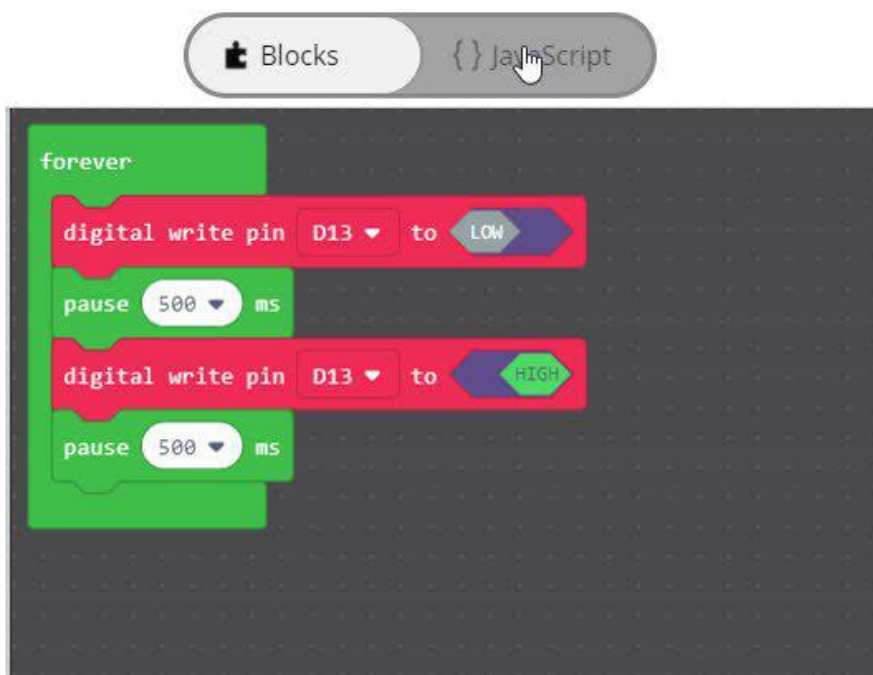 Blocks {} JavaScript
forever
digital write pin D13 to LOW
pause 500 ms
digital write pin D13 to HIGH
pause 500 ms